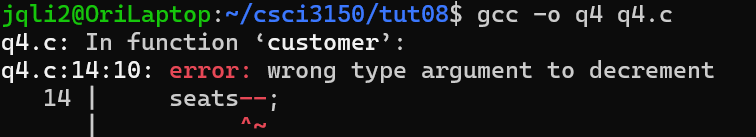 jqli2@OriLaptop:~/csci3150/tut08$ gcc -o q4 q4.c
q4.c: In function ‘customer’:
q4.c:14:10: error: wrong type argument to decrement
   14 |     seats--;
      |          ^~